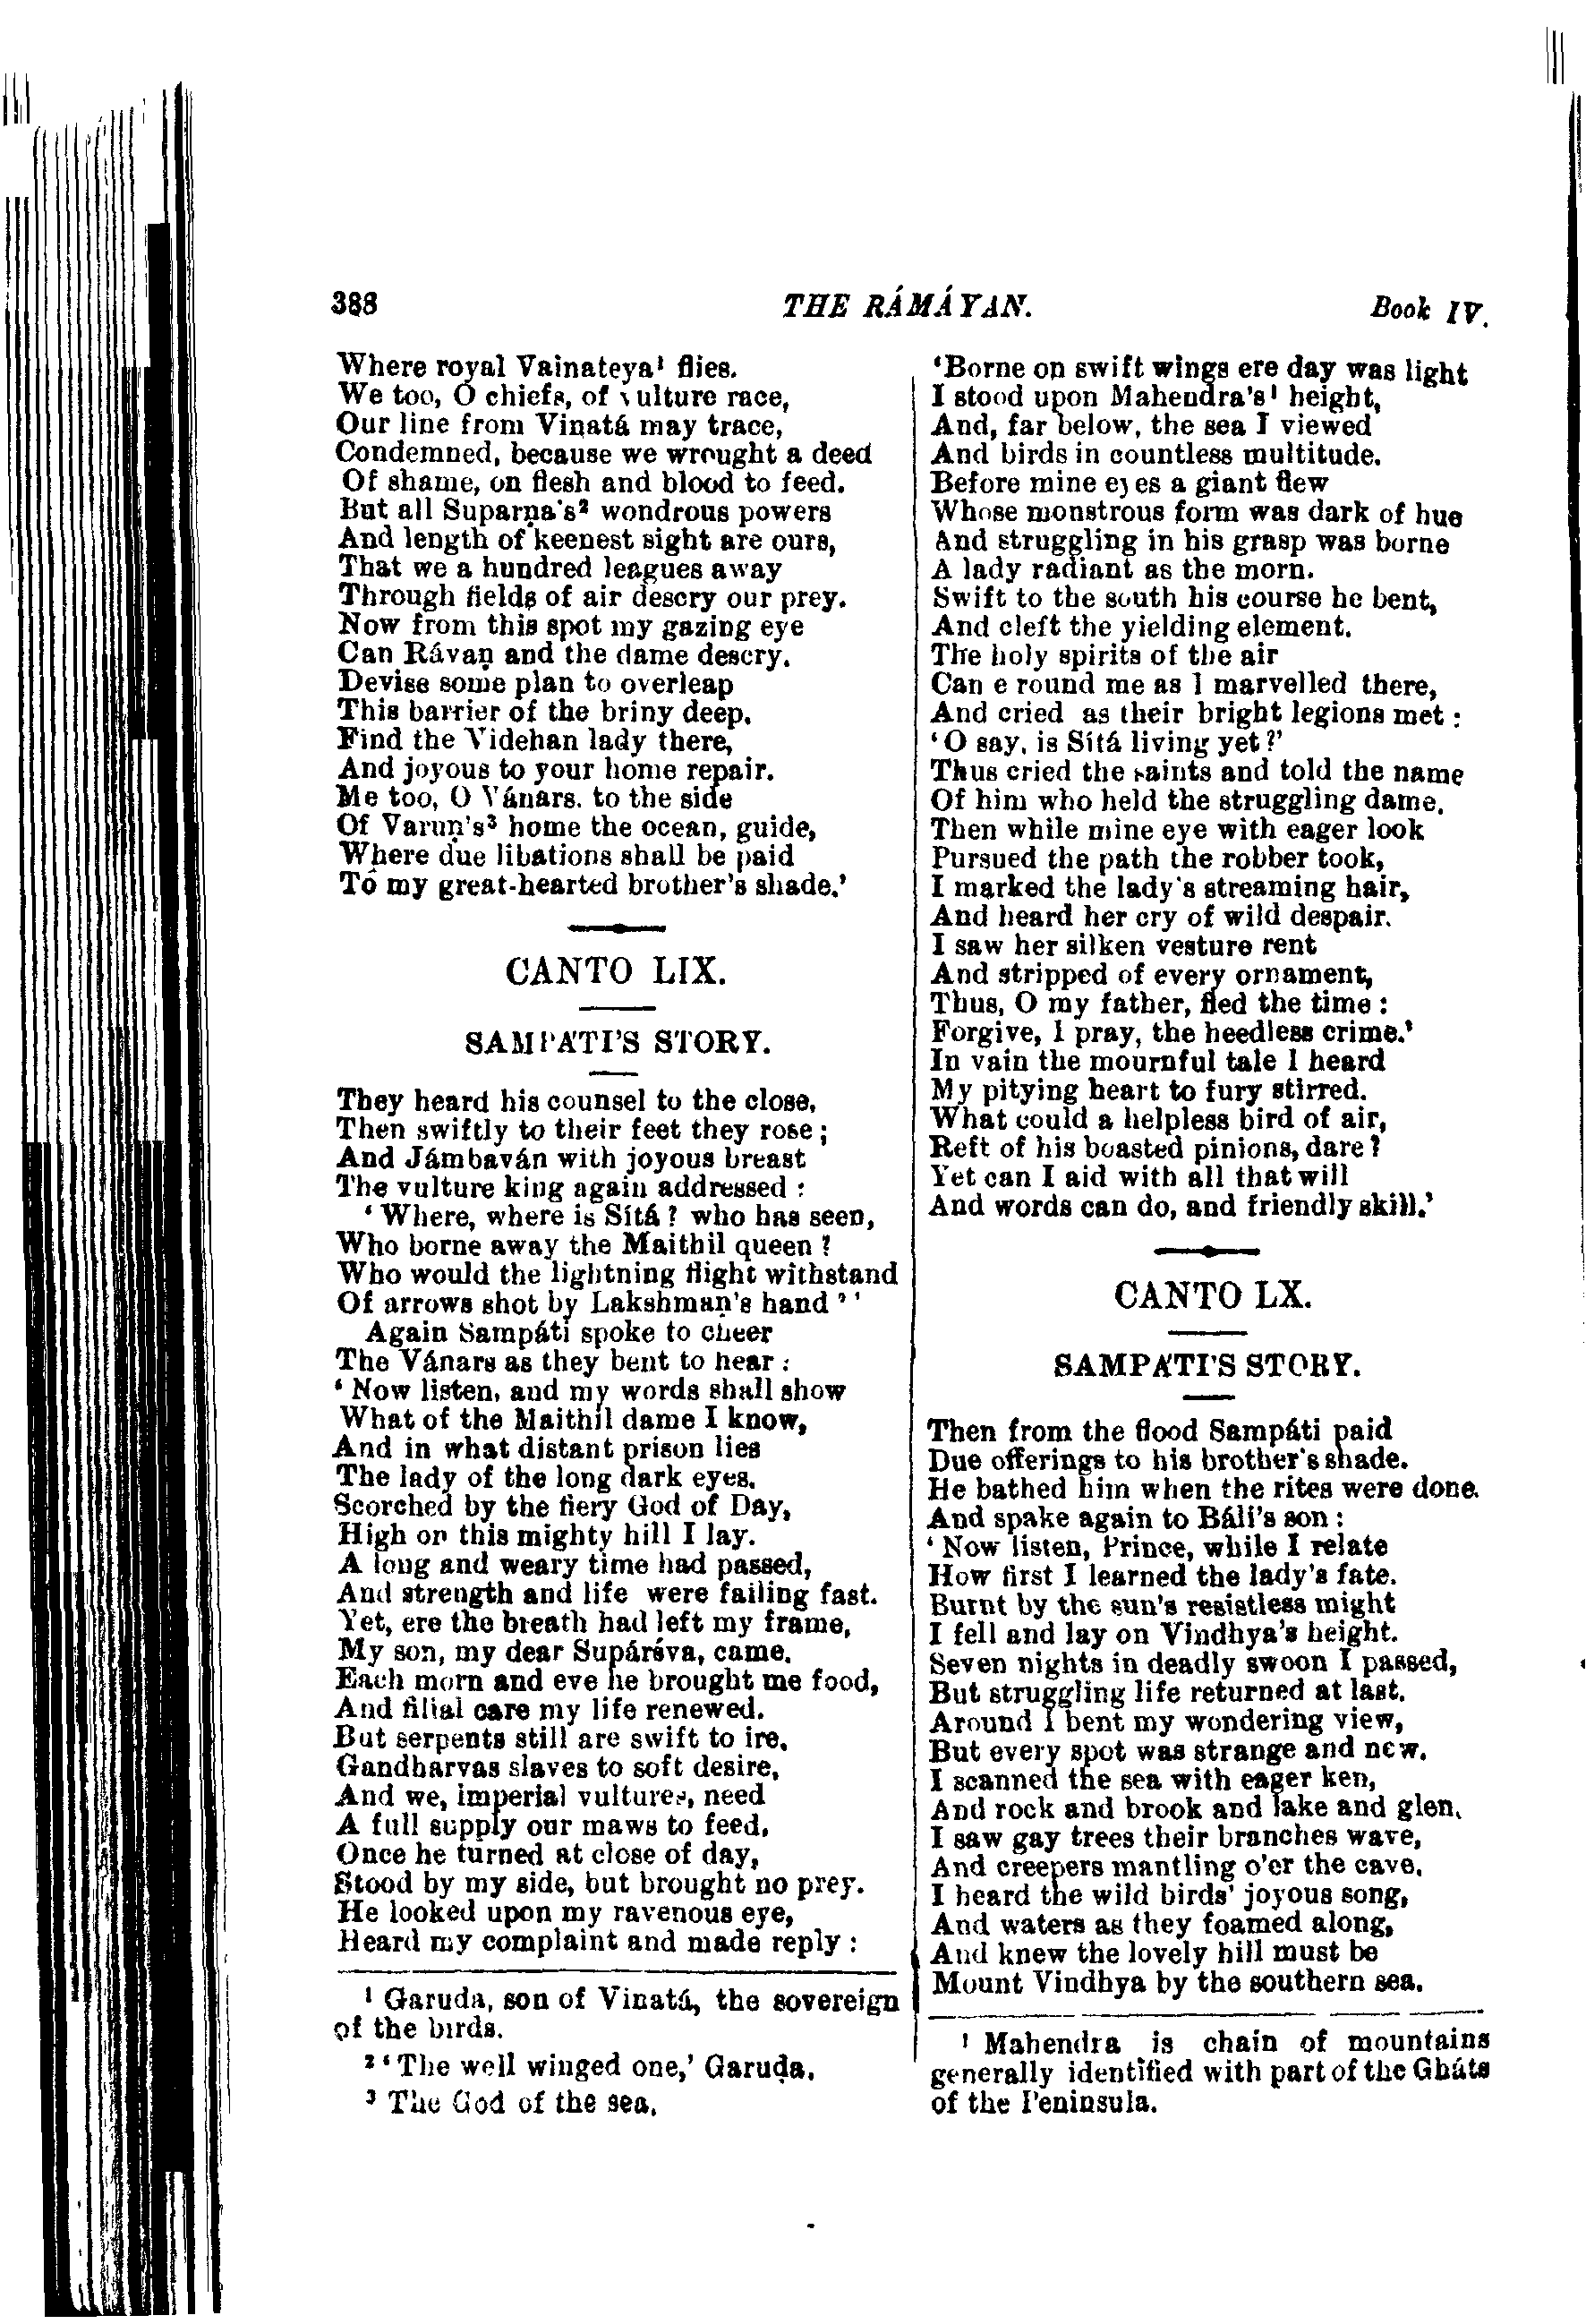 388 THE RÁMÁYAN. Book IV.
Where royal Vainateya¹ flies.
We too, O chiefs, of vulture race,
Our line from Vinatá may trace,
Condemned, because we wrought a deed
Of shame, on flesh and blood to feed.
But all Suparṇa's² wondrous powers
And length of keenest sight are ours,
That we a hundred leagues away
Through fields of air descry our prey.
Now from this spot my gazing eye
Can Rávaṇ and the dame descry.
Devise some plan to overleap
This barrier of the briny deep.
Find the Videhan lady there,
And joyous to your home repair.
Me too, O Vánars, to the side
Of Varuṇ's³ home the ocean, guide,
Where due libations shall be paid
To my great-hearted brother's shade.'
CANTO LIX.
SAMPÁTI'S STORY.
They heard his counsel to the close,
Then swiftly to their feet they rose;
And Jámbaván with joyous breast
The vulture king again addressed:
'Where, where is Sítá? who has seen,
Who borne away the Maithil queen?
Who would the lightning flight withstand
Of arrows shot by Lakshmaṇ's hand?'
Again Sampáti spoke to cheer
The Vánars as they bent to hear:
'Now listen, and my words shall show
What of the Maithil dame I know,
And in what distant prison lies
The lady of the long dark eyes.
Scorched by the fiery God of Day,
High on this mighty hill I lay.
A long and weary time had passed,
And strength and life were failing fast.
Yet, ere the breath had left my frame,
My son, my dear Supárśva, came.
Each morn and eve he brought me food,
And filial care my life renewed.
But serpents still are swift to ire,
Gandharvas slaves to soft desire,
And we, imperial vultures, need
A full supply our maws to feed.
Once he turned at close of day,
Stood by my side, but brought no prey.
He looked upon my ravenous eye,
Heard my complaint and made reply:
¹ Garuda, son of Vinatá, the sovereign
of the birds.
² 'The well winged one,' Garuḍa.
³ The God of the sea.
'Borne on swift wings ere day was light
I stood upon Mahendra's¹ height,
And, far below, the sea I viewed
And birds in countless multitude.
Before mine eyes a giant flew
Whose monstrous form was dark of hue
And struggling in his grasp was borne
A lady radiant as the morn.
Swift to the south his course he bent,
And cleft the yielding element.
The holy spirits of the air
Came round me as I marvelled there,
And cried as their bright legions met:
'O say, is Sítá living yet?'
Thus cried the saints and told the name
Of him who held the struggling dame.
Then while mine eye with eager look
Pursued the path the robber took,
I marked the lady's streaming hair,
And heard her cry of wild despair.
I saw her silken vesture rent
And stripped of every ornament,
Thus, O my father, fled the time:
Forgive, I pray, the heedless crime.'
In vain the mournful tale I heard
My pitying heart to fury stirred.
What could a helpless bird of air,
Reft of his boasted pinions, dare?
Yet can I aid with all that will
And words can do, and friendly skill.'
CANTO LX.
SAMPÁTI'S STORY.
Then from the flood Sampáti paid
Due offerings to his brother's shade.
He bathed him when the rites were done.
And spake again to Báli's son:
'Now listen, Prince, while I relate
How first I learned the lady's fate.
Burnt by the sun's resistless might
I fell and lay on Vindhya's height.
Seven nights in deadly swoon I passed,
But struggling life returned at last.
Around I bent my wondering view,
But every spot was strange and new.
I scanned the sea with eager ken,
And rock and brook and lake and glen.
I saw gay trees their branches wave,
And creepers mantling o'er the cave.
I heard the wild birds' joyous song,
And waters as they foamed along,
And knew the lovely hill must be
Mount Vindhya by the southern sea.
¹ Mahendra is chain of mountains
generally identified with part of the Gháts
of the Peninsula.